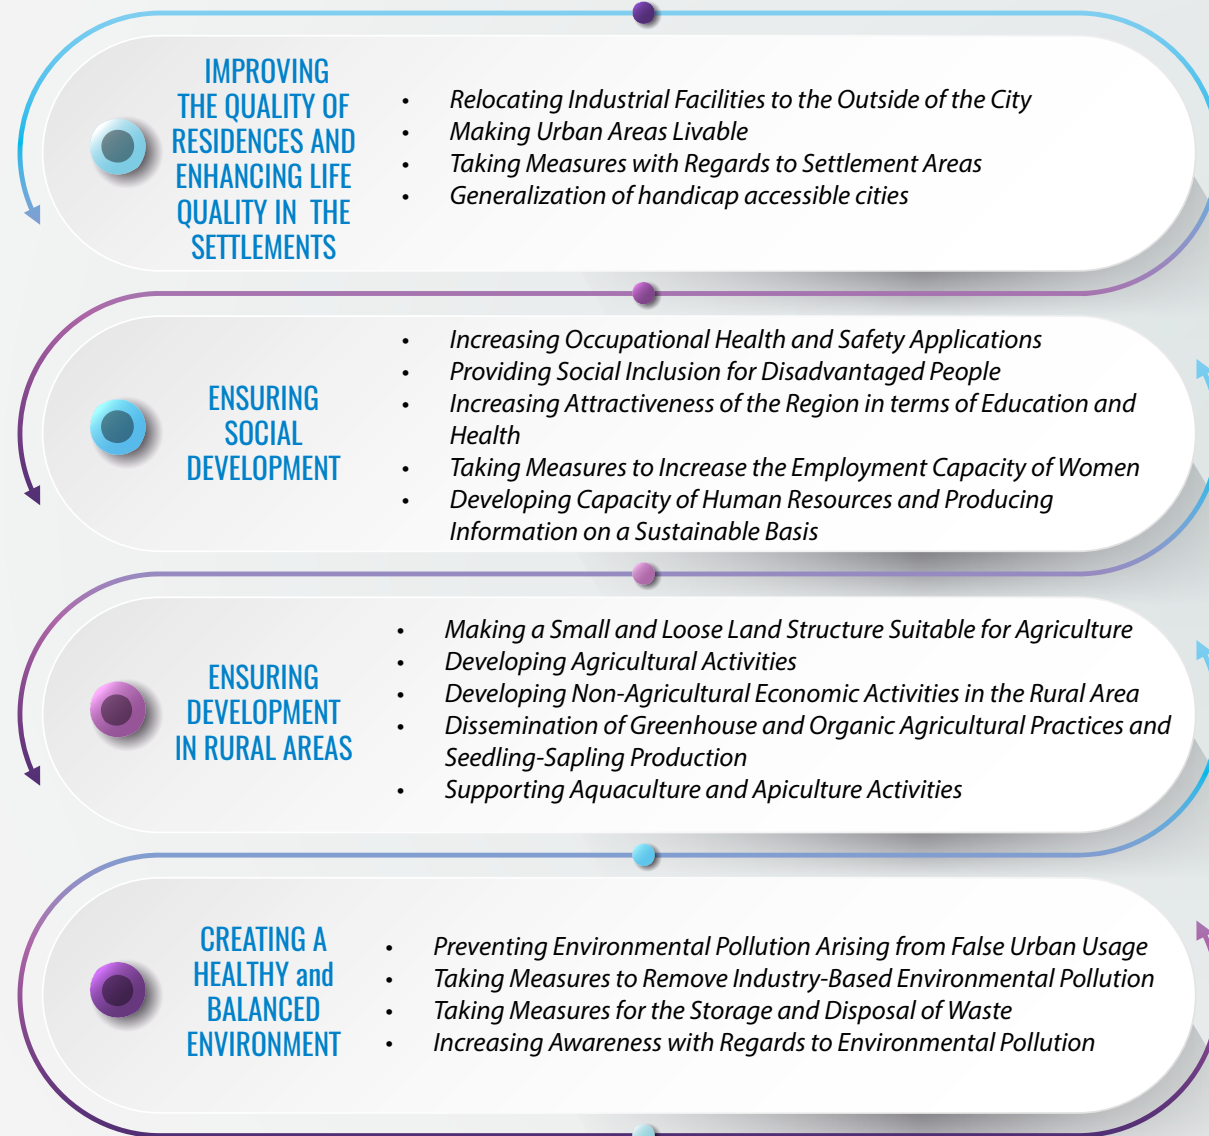 IMPROVING
THE QUALITY OF
RESIDENCES AND
ENHANCING LIFE
QUALITY IN THE
SETTLEMENTS
• Relocating Industrial Facilities to the Outside of the City
• Making Urban Areas Livable
• Taking Measures with Regards to Settlement Areas
• Generalization of handicap accessible cities
ENSURING
SOCIAL
DEVELOPMENT
• Increasing Occupational Health and Safety Applications
• Providing Social Inclusion for Disadvantaged People
• Increasing Attractiveness of the Region in terms of Education and
Health
• Taking Measures to Increase the Employment Capacity of Women
• Developing Capacity of Human Resources and Producing
Information on a Sustainable Basis
ENSURING
DEVELOPMENT
IN RURAL AREAS
• Making a Small and Loose Land Structure Suitable for Agriculture
• Developing Agricultural Activities
• Developing Non-Agricultural Economic Activities in the Rural Area
• Dissemination of Greenhouse and Organic Agricultural Practices and
Seedling-Sapling Production
• Supporting Aquaculture and Apiculture Activities
CREATING A
HEALTHY and
BALANCED
ENVIRONMENT
• Preventing Environmental Pollution Arising from False Urban Usage
• Taking Measures to Remove Industry-Based Environmental Pollution
• Taking Measures for the Storage and Disposal of Waste
• Increasing Awareness with Regards to Environmental Pollution